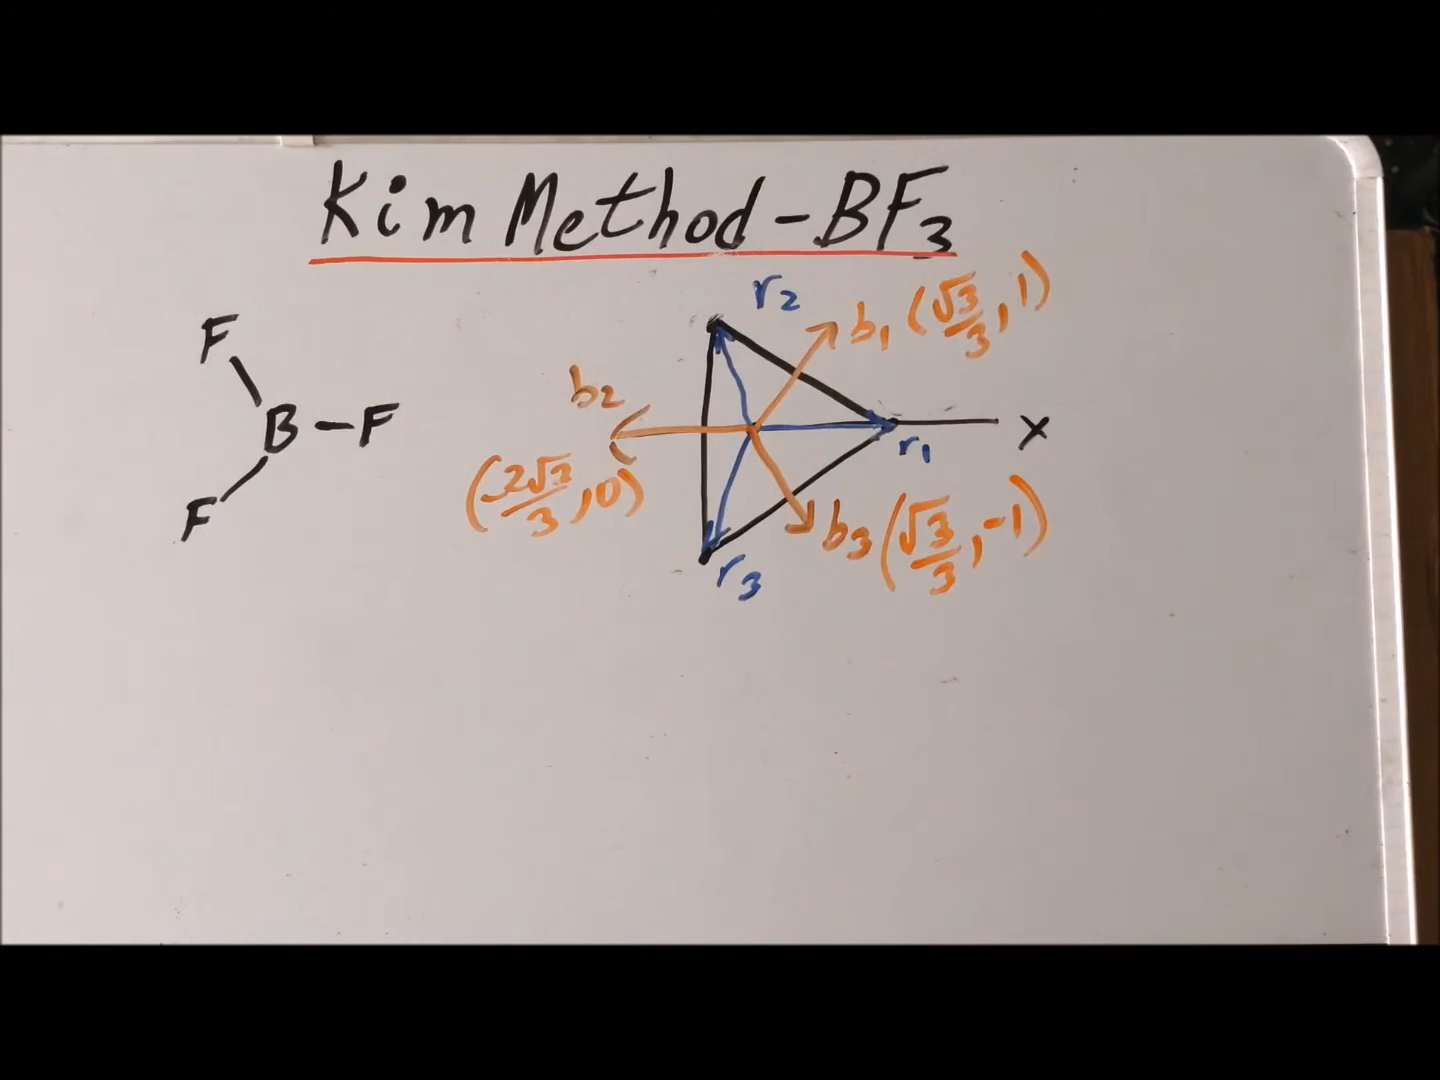 Kim Method - BF₃
F
B - F
F
r₂
b₁ (√3/3, 1)
b₂
(-2√3/3, 0)
r₁
x
b₃ (√3/3, -1)
r₃